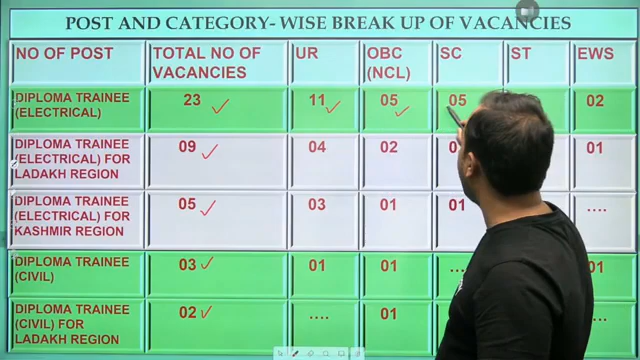 POST AND CATEGORY- WISE BREAK UP OF VACANCIES
NO OF POST
TOTAL NO OF
VACANCIES
UR
OBC
(NCL)
SC
ST
EWS
DIPLOMA TRAINEE
(ELECTRICAL)
23
11
05
05
02
DIPLOMA TRAINEE
(ELECTRICAL) FOR
LADAKH REGION
09
04
02
01
DIPLOMA TRAINEE
(ELECTRICAL) FOR
KASHMIR REGION
05
03
01
01
....
DIPLOMA TRAINEE
(CIVIL)
03
01
01
...
01
DIPLOMA TRAINEE
(CIVIL) FOR
LADAKH REGION
02
....
01
01